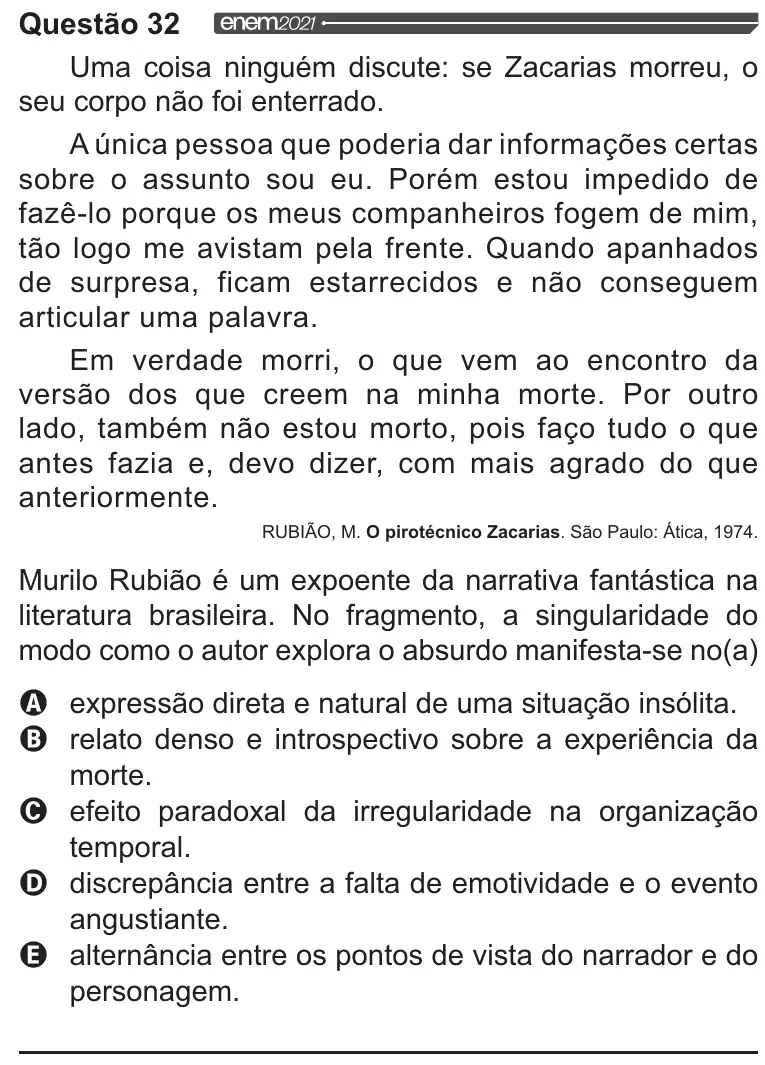 Questão 32 enem2021
Uma coisa ninguém discute: se Zacarias morreu, o
seu corpo não foi enterrado.
A única pessoa que poderia dar informações certas
sobre o assunto sou eu. Porém estou impedido de
fazê-lo porque os meus companheiros fogem de mim,
tão logo me avistam pela frente. Quando apanhados
de surpresa, ficam estarrecidos e não conseguem
articular uma palavra.
Em verdade morri, o que vem ao encontro da
versão dos que creem na minha morte. Por outro
lado, também não estou morto, pois faço tudo o que
antes fazia e, devo dizer, com mais agrado do que
anteriormente.
RUBIÃO, M. O pirotécnico Zacarias. São Paulo: Ática, 1974.
Murilo Rubião é um expoente da narrativa fantástica na
literatura brasileira. No fragmento, a singularidade do
modo como o autor explora o absurdo manifesta-se no(a)
A expressão direta e natural de uma situação insólita.
B relato denso e introspectivo sobre a experiência da
morte.
C efeito paradoxal da irregularidade na organização
temporal.
D discrepância entre a falta de emotividade e o evento
angustiante.
E alternância entre os pontos de vista do narrador e do
personagem.